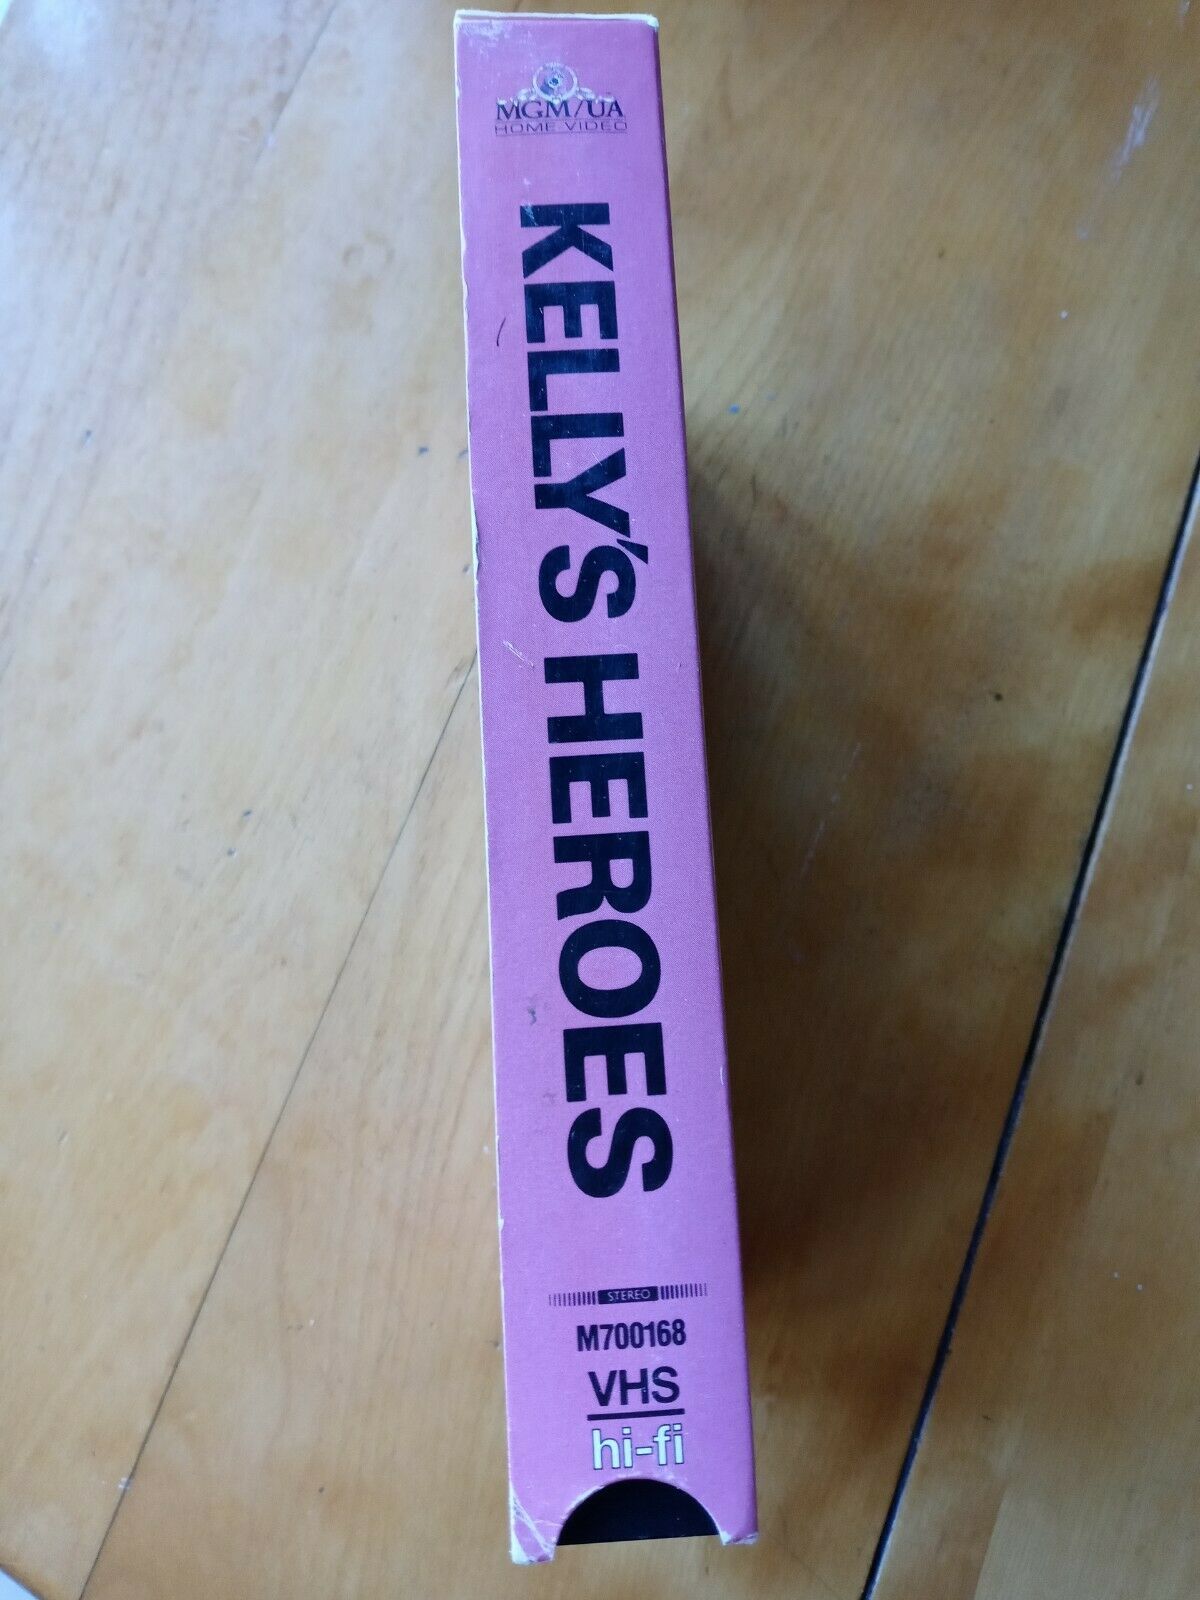 MGM/UA
HOME VIDEO
KELLY'S HEROES
STEREO
M700168
VHS
hi-fi